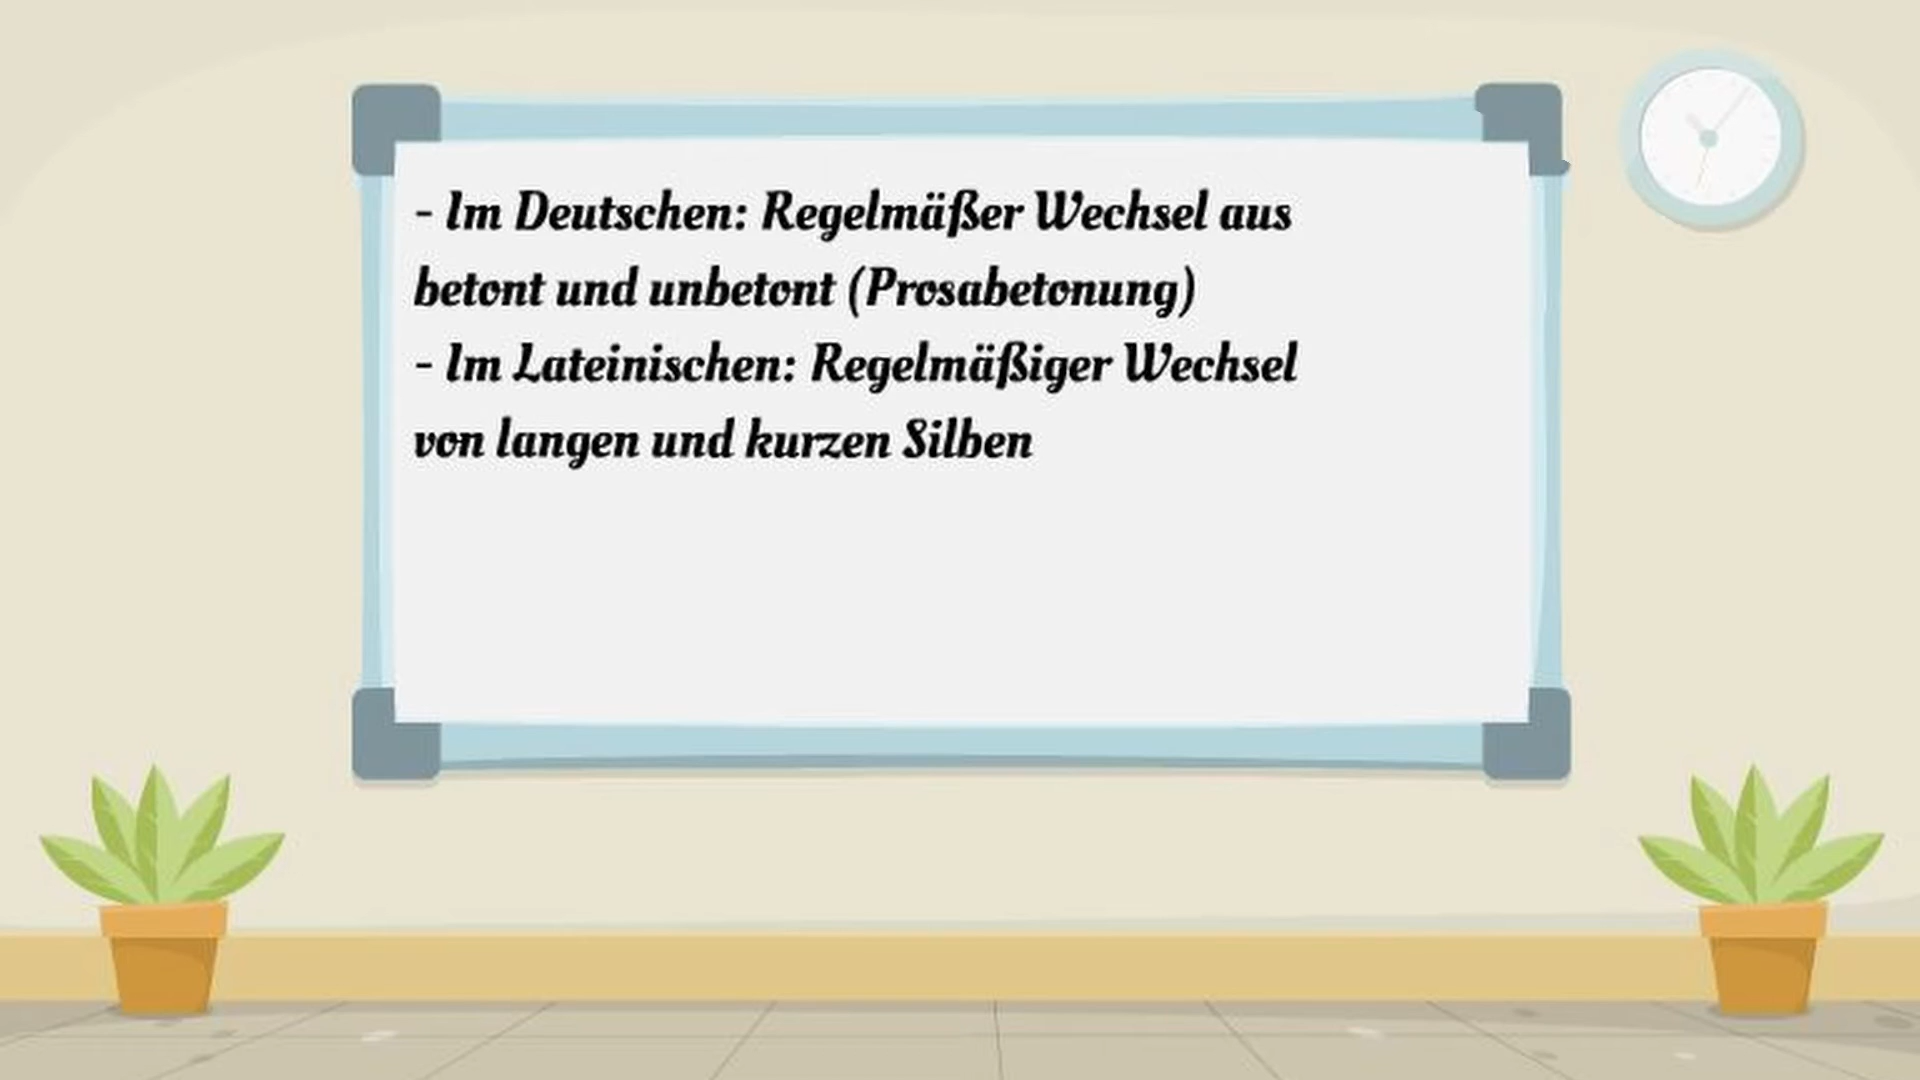 - Im Deutschen: Regelmäßer Wechsel aus
betont und unbetont (Prosabetonung)
- Im Lateinischen: Regelmäßiger Wechsel
von langen und kurzen Silben